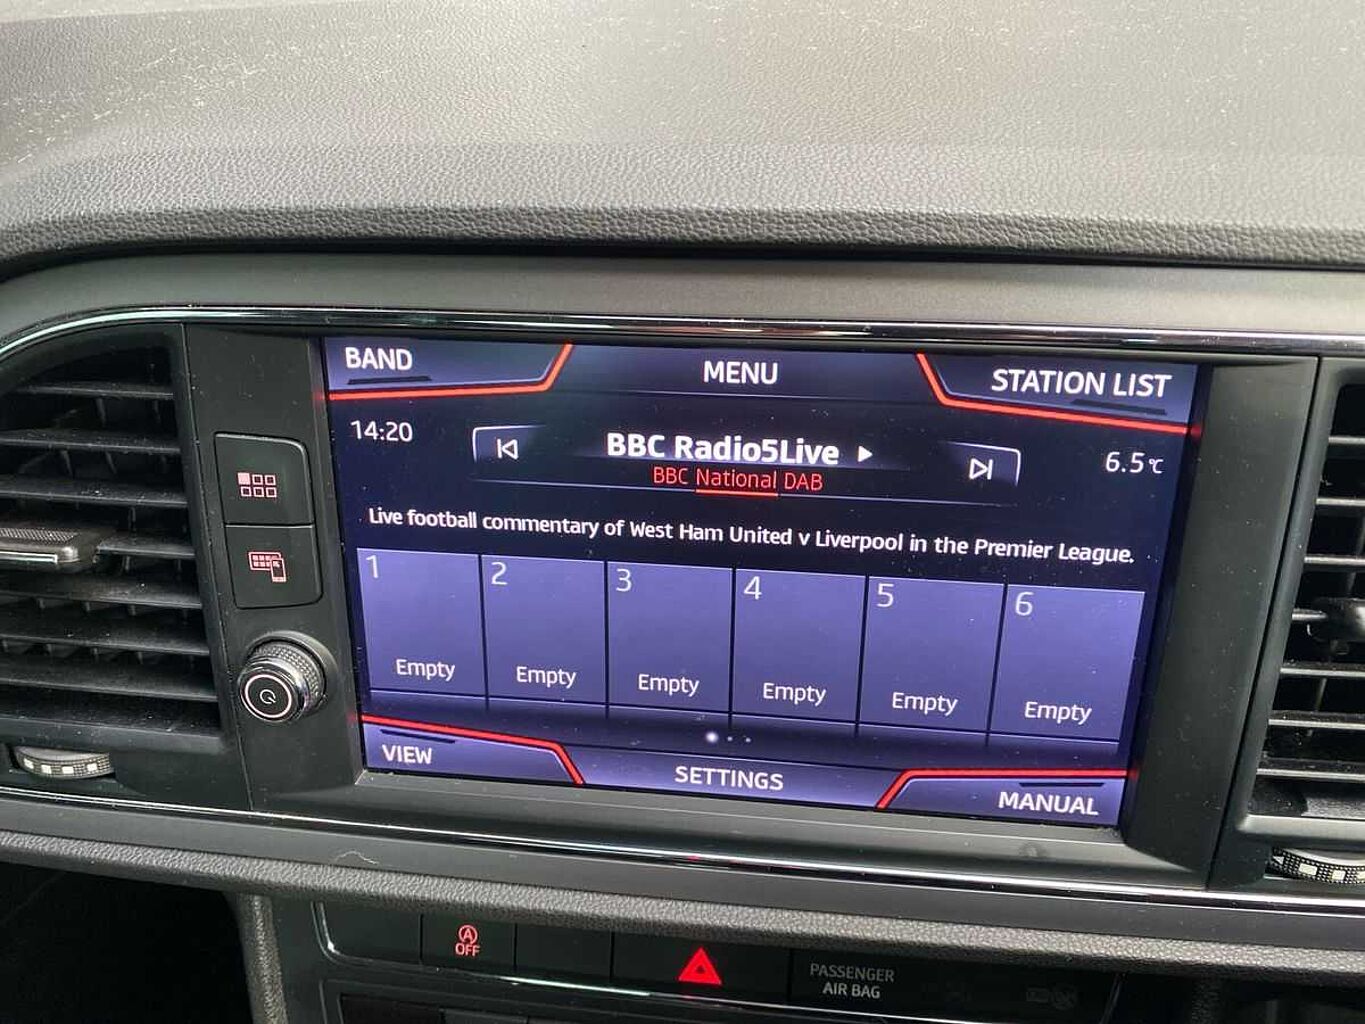 BAND
MENU
STATION LIST
14:20
BBC Radio5Live
6.5°C
BBC National DAB
Live football commentary of West Ham United v Liverpool in the Premier League.
1
2
3
4
5
6
Empty
Empty
Empty
Empty
Empty
Empty
VIEW
SETTINGS
MANUAL
A
OFF
PASSENGER
AIR BAG